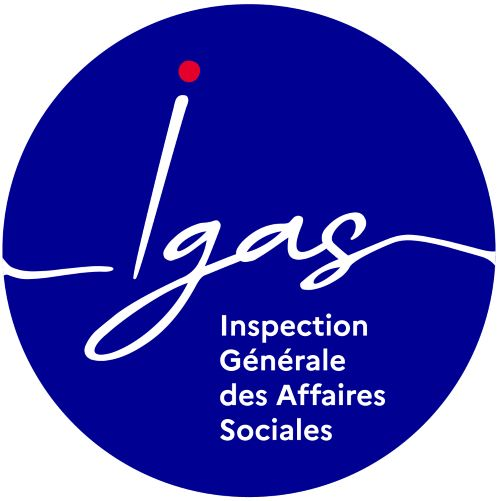 Igas
Inspection
Générale
des Affaires
Sociales